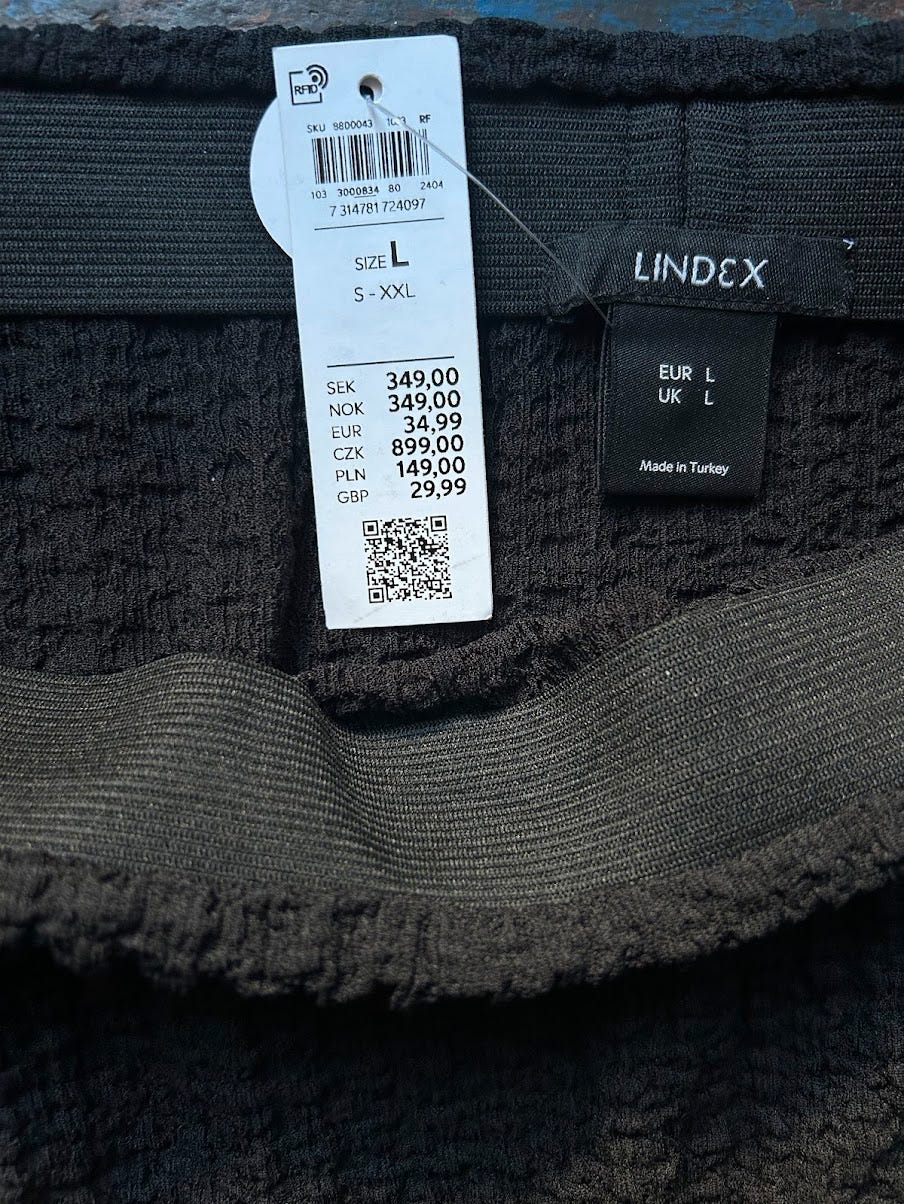 RFID
SKU 9800043 RF
103 3000834 80 2404
7 314781 724097
SIZE L
S - XXL
SEK 349,00
NOK 349,00
EUR 34,99
CZK 899,00
PLN 149,00
GBP 29,99
LINDEX
EUR L
UK L
Made in Turkey